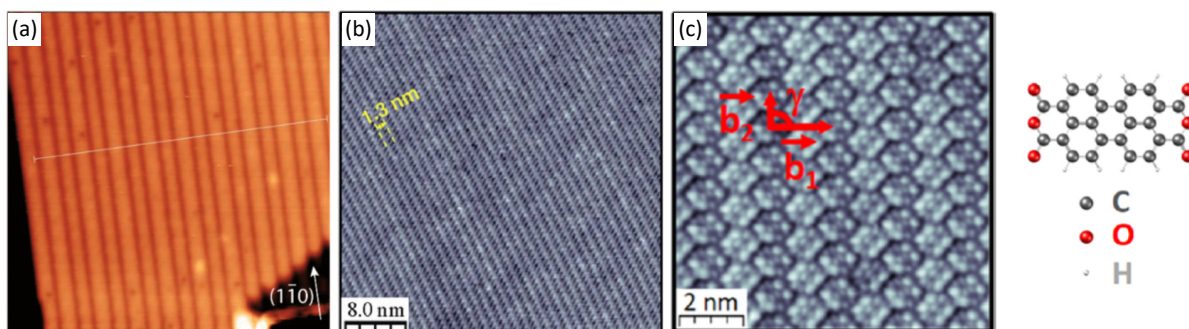 (a)
(11̄0)
(b)
1.3 nm
8.0 nm
(c)
γ
b₂
b₁
2 nm
C
O
H